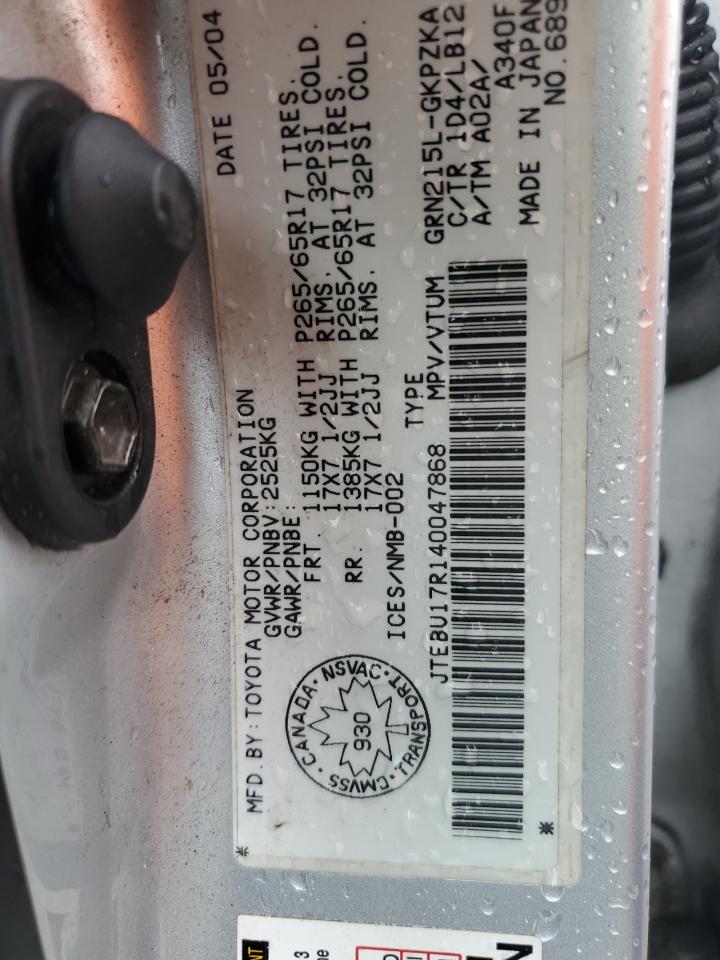 MFD. BY: TOYOTA MOTOR CORPORATION DATE 05/04
GVWR/PNBV: 2525KG
GAWR/PNBE:
FRT. 1150KG WITH P265/65R17 TIRES.
17X7 1/2JJ RIMS. AT 32PSI COLD.
RR. 1385KG WITH P265/65R17 TIRES.
17X7 1/2JJ RIMS. AT 32PSI COLD.
ICES/NMB-002
TYPE
JTEBU17R140047868 MPV/VTUM
GRN215L-GKPZKA
C/TR 1D4/LB12
A/TM A02A/
A340F
MADE IN JAPAN
NO.689
CANADA · NSVAC · TRANSPORT · CMVSS ·
930